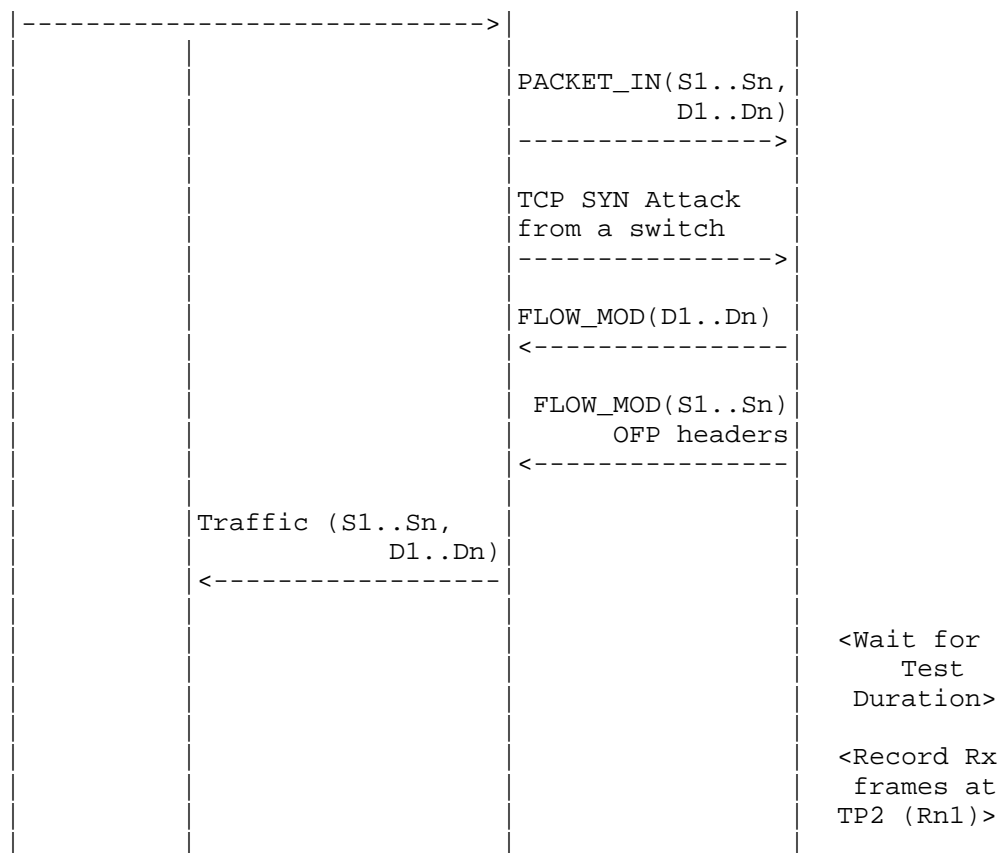 PACKET_IN(S1..Sn,
D1..Dn)
TCP SYN Attack
from a switch
FLOW_MOD(D1..Dn)
FLOW_MOD(S1..Sn)
OFP headers
Traffic (S1..Sn,
D1..Dn)
<Wait for
Test
Duration>
<Record Rx
frames at
TP2 (Rn1)>